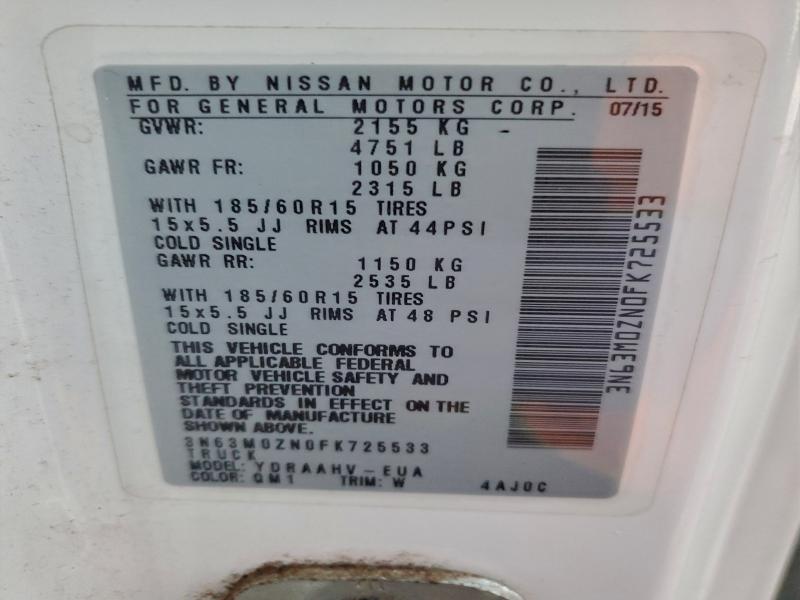 MFD. BY NISSAN MOTOR CO., LTD.
FOR GENERAL MOTORS CORP. 07/15
GVWR: 2155 KG
4751 LB
GAWR FR: 1050 KG
2315 LB
WITH 185/60R15 TIRES
15x5.5 JJ RIMS AT 44PSI
COLD SINGLE
GAWR RR: 1150 KG
2535 LB
WITH 185/60R15 TIRES
15x5.5 JJ RIMS AT 48 PSI
COLD SINGLE
THIS VEHICLE CONFORMS TO
ALL APPLICABLE FEDERAL
MOTOR VEHICLE SAFETY AND
THEFT PREVENTION
STANDARDS IN EFFECT ON THE
DATE OF MANUFACTURE
SHOWN ABOVE.
3N63M0ZN0FK725533
TRUCK
MODEL: YDRAAHV-EUA
COLOR: QM1 TRIM: W 4AJ0C
3N63M0ZN0FK725533